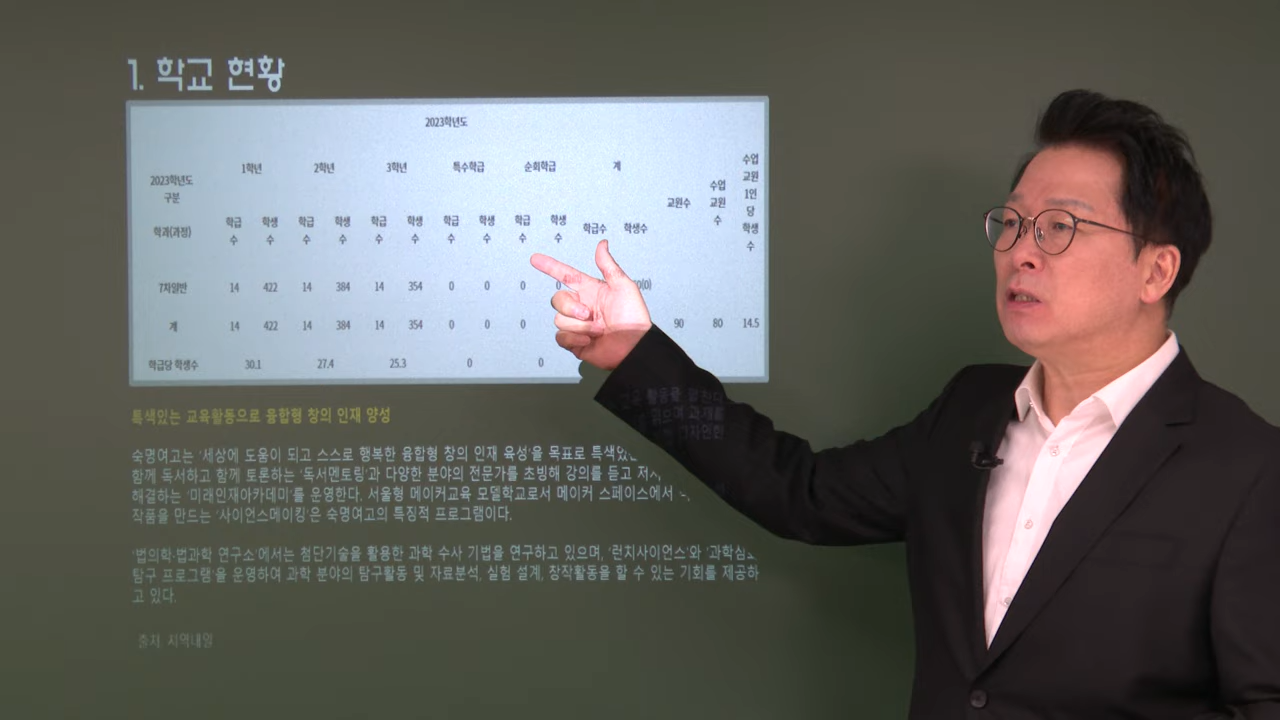 1. 학교 현황
2023학년도
2023학년도 구분 1학년 2학년 3학년 특수학급 순회학급 계 교원수 수업 교원 수 수업 교원 1인 당 학생 수
학과(과정) 학급 수 학생 수 학급 수 학생 수 학급 수 학생 수 학급 수 학생 수 학급 수 학생 수 학급수 학생수
7차일반 14 422 14 384 14 354 0 0 0 0
계 14 422 14 384 14 354 0 0 0 90 80 14.5
학급당 학생수 30.1 27.4 25.3 0 0
특색있는 교육활동으로 융합형 창의 인재 양성
숙명여고는 '세상에 도움이 되고 스스로 행복한 융합형 창의 인재 육성'을 목표로
함께 독서하고 함께 토론하는 '독서멘토링'과 다양한 분야의 전문가를 초빙해 강의를 듣고
해결하는 '미래인재아카데미'를 운영한다. 서울형 메이커교육 모델학교로서 메이커 스페이스에서
작품을 만드는 '사이언스메이킹'은 숙명여고의 특징적 프로그램이다.
'법의학·법과학 연구소'에서는 첨단기술을 활용한 과학 수사 기법을 연구하고 있으며, '런치사이언스'와
탐구 프로그램'을 운영하여 과학 분야의 탐구활동 및 자료분석, 실험 설계, 창작활동을 할 수 있는 기회를 제공하
고 있다.
출처: 지역내일